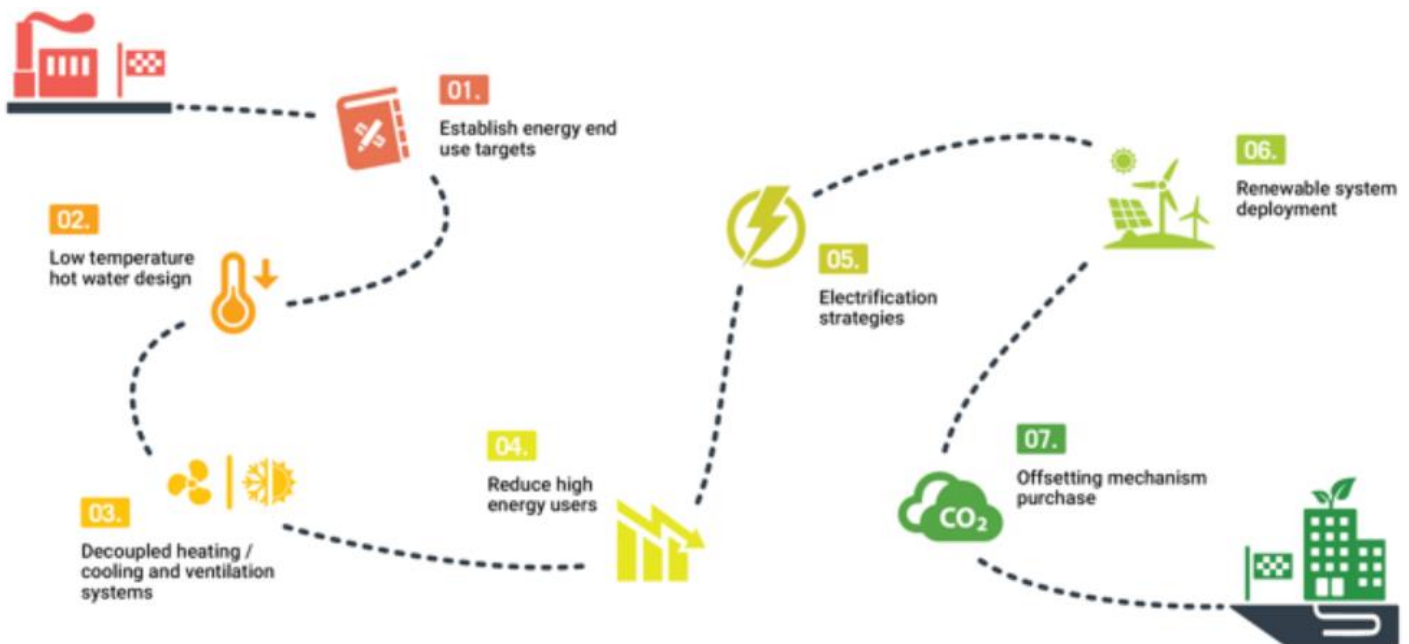 01.
Establish energy end
use targets
02.
Low temperature
hot water design
03.
Decoupled heating /
cooling and ventilation
systems
04.
Reduce high
energy users
05.
Electrification
strategies
06.
Renewable system
deployment
07.
Offsetting mechanism
purchase
CO₂